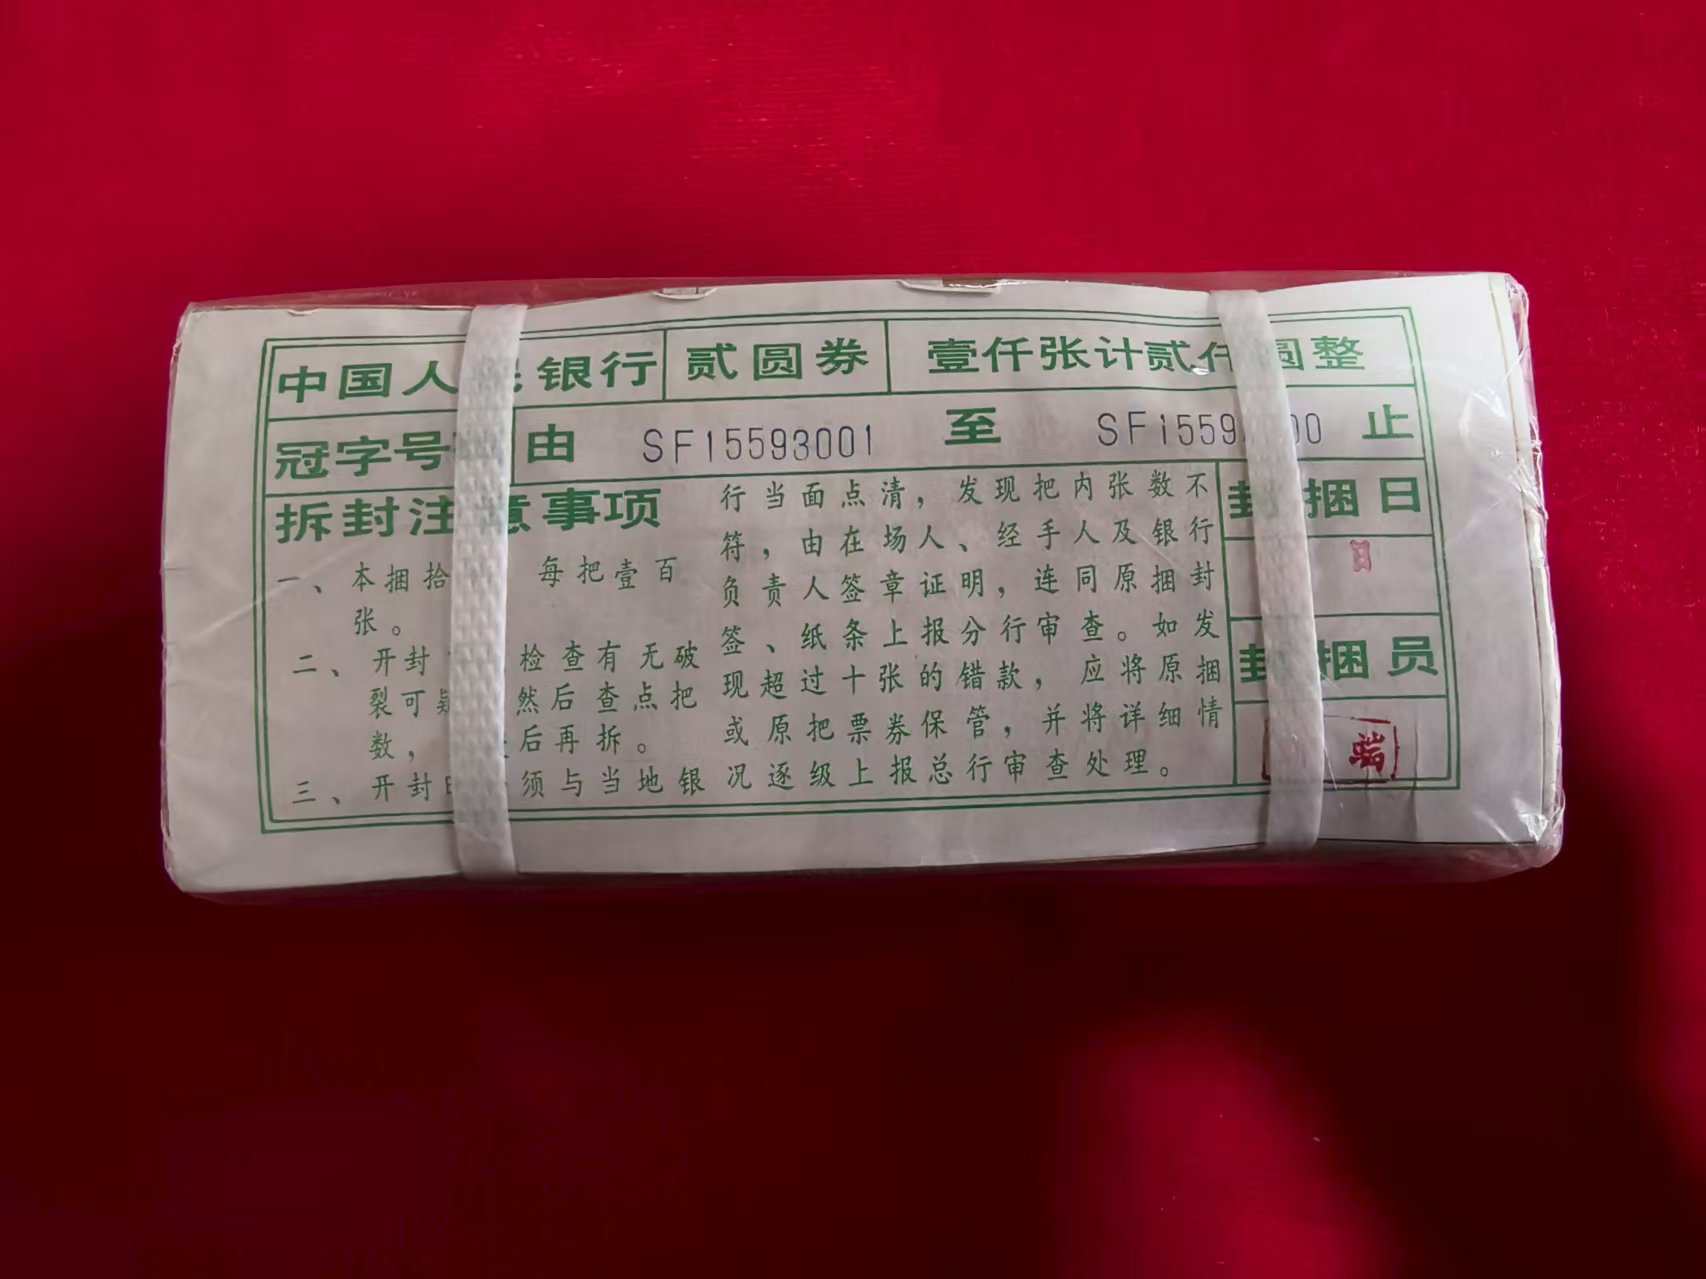 中国人 银行 贰圆券 壹仟张计贰仟圆整
冠字号 由 SF15593001 至 SF1559 00 止
拆封注意事项
一、本捆拾 每把壹百
张。
二、开封 检查有无破
裂可疑 然后查点把
数， 后再拆。
三、开封 须与当地银
行当面点清，发现把内张数不
符，由在场人、经手人及银行
负责人签章证明，连同原捆封
签、纸条上报分行审查。如发
现超过十张的错款，应将原捆
或原把票券保管，并将详细情
况逐级上报总行审查处理。
封捆日
封捆员